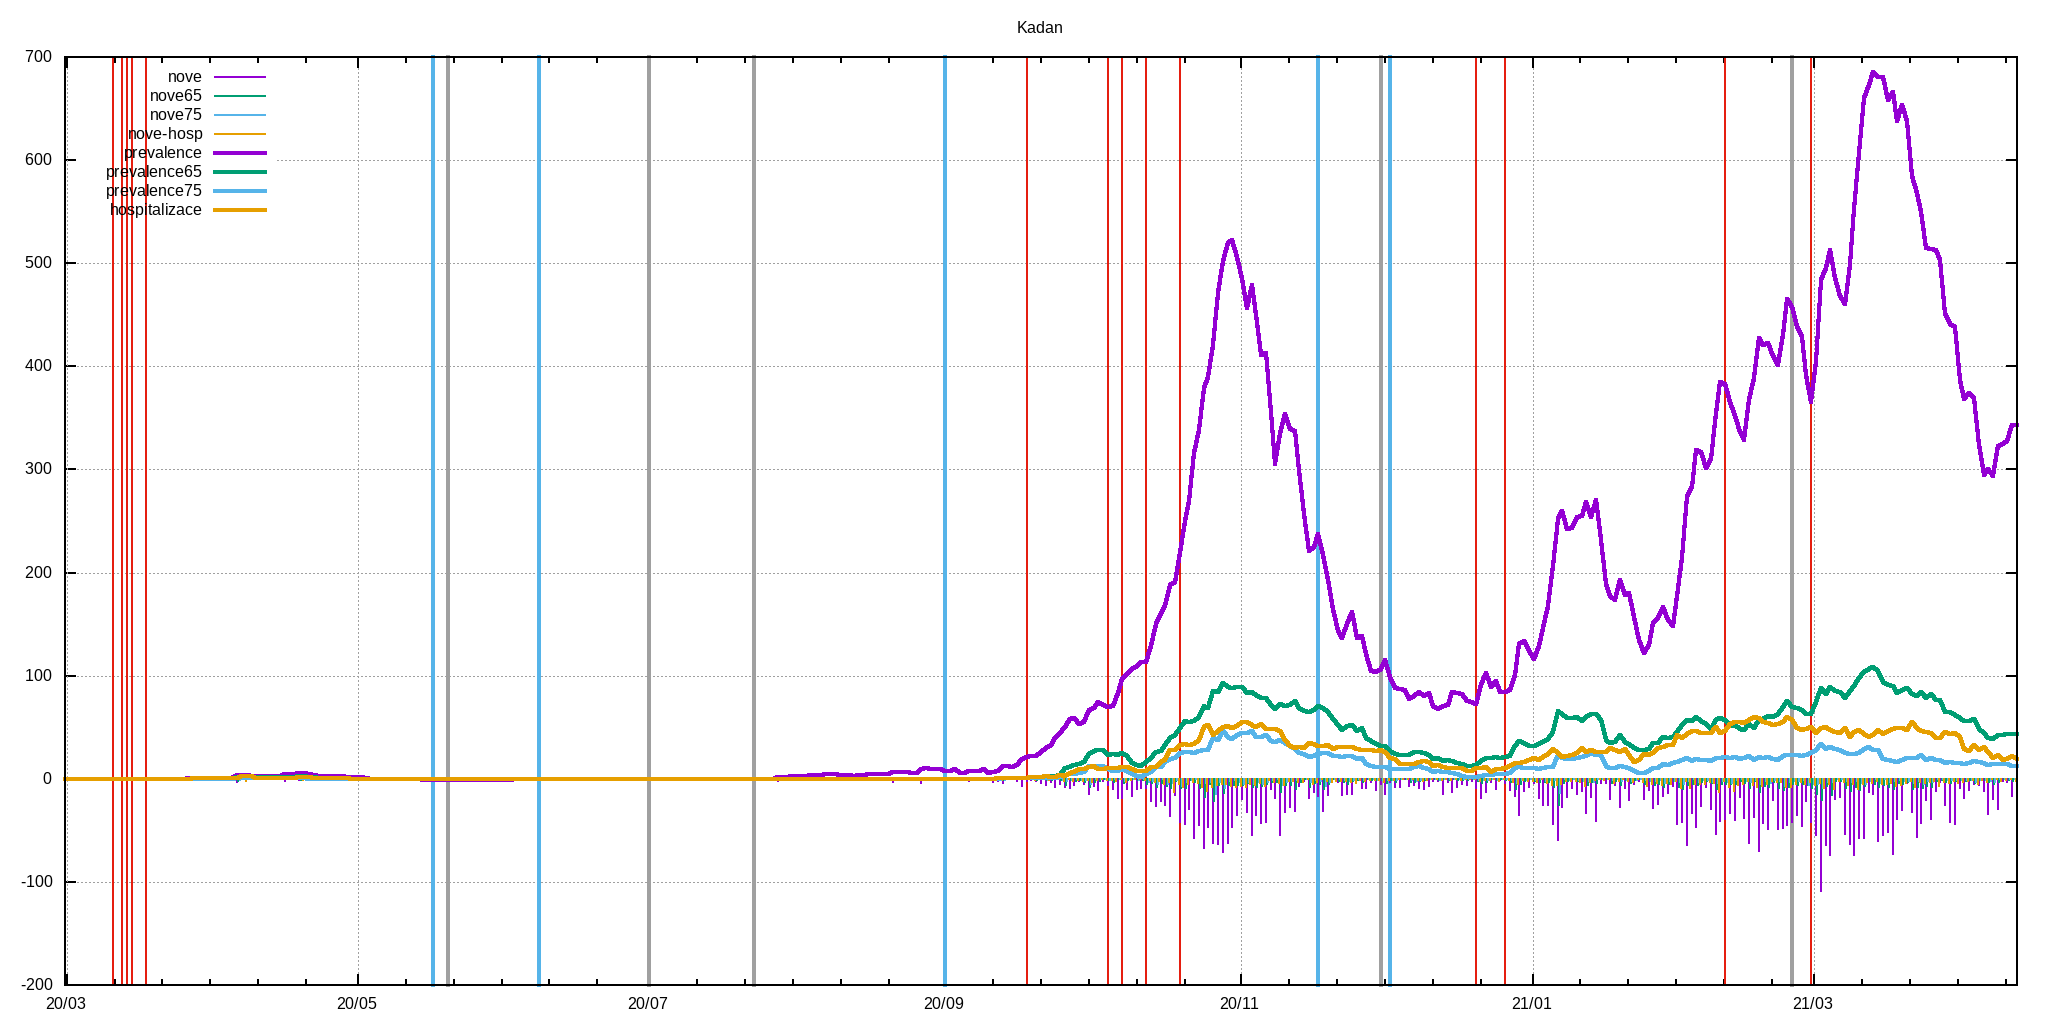 Kadan
700
600
500
400
300
200
100
0
-100
-200
nove
nove65
nove75
nove-hosp
prevalence
prevalence65
prevalence75
hospitalizace
20/03 20/05 20/07 20/09 20/11 21/01 21/03